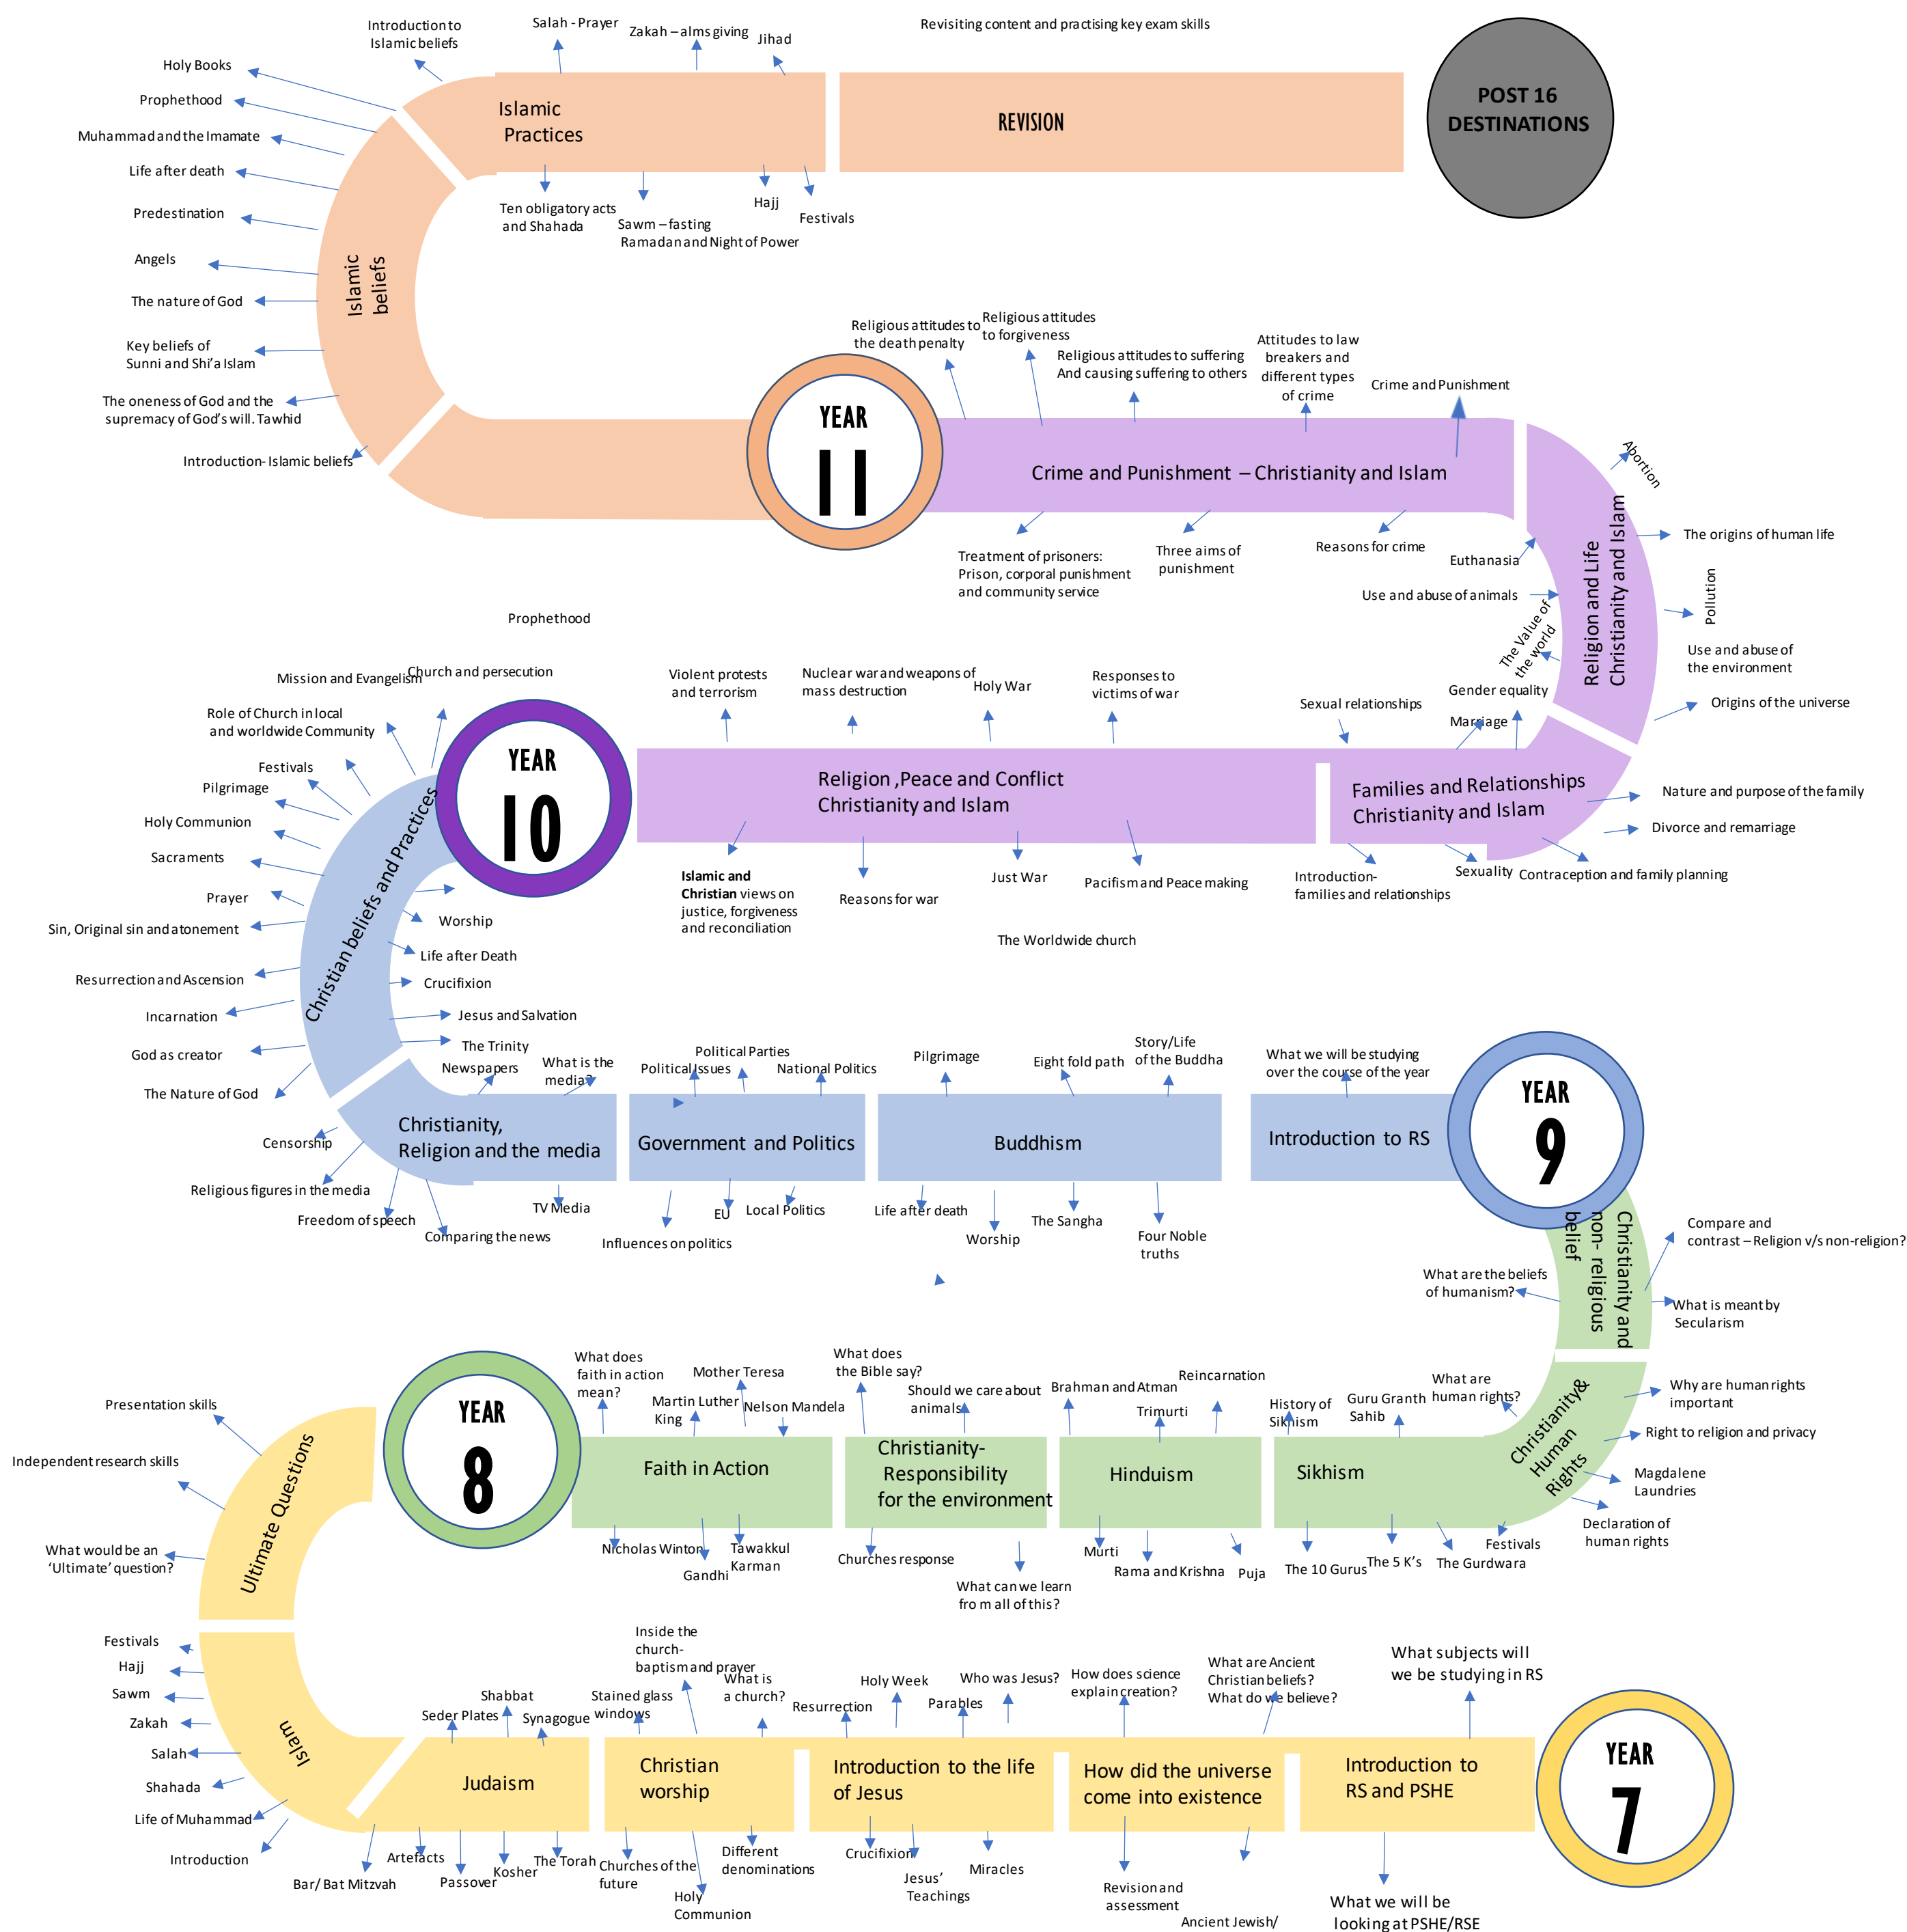 Introduction to
Islamic beliefs
Salah - Prayer
Zakah – alms giving
Jihad
Revisiting content and practising key exam skills
Holy Books
Prophethood
Muhammad and the Imamate
Life after death
Predestination
Angels
The nature of God
Key beliefs of
Sunni and Shi'a Islam
The oneness of God and the
supremacy of God's will. Tawhid
Introduction- Islamic beliefs
Islamic
Practices
REVISION
POST 16
DESTINATIONS
Ten obligatory acts
and Shahada
Sawm – fasting
Ramadan and Night of Power
Hajj
Festivals
Islamic
beliefs
Religious attitudes to
the death penalty
Religious attitudes
to forgiveness
Religious attitudes to suffering
And causing suffering to others
Attitudes to law
breakers and
different types
of crime
Crime and Punishment
YEAR
11
Crime and Punishment – Christianity and Islam
Treatment of prisoners:
Prison, corporal punishment
and community service
Three aims of
punishment
Reasons for crime
Abortion
The origins of human life
Euthanasia
Use and abuse of animals
Pollution
The Value of
the world
Religion and Life
Christianity and Islam
Use and abuse of
the environment
Origins of the universe
Gender equality
Marriage
Sexual relationships
Prophethood
Church and persecution
Mission and Evangelism
Role of Church in local
and worldwide Community
Festivals
Pilgrimage
Holy Communion
Sacraments
Prayer
Sin, Original sin and atonement
Resurrection and Ascension
Incarnation
God as creator
The Nature of God
Violent protests
and terrorism
Nuclear war and weapons of
mass destruction
Holy War
Responses to
victims of war
YEAR
10
Religion ,Peace and Conflict
Christianity and Islam
Families and Relationships
Christianity and Islam
Nature and purpose of the family
Divorce and remarriage
Contraception and family planning
Sexuality
Introduction-
families and relationships
Islamic and
Christian views on
justice, forgiveness
and reconciliation
Reasons for war
Just War
Pacifism and Peace making
The Worldwide church
Christian beliefs and Practices
Worship
Life after Death
Crucifixion
Jesus and Salvation
The Trinity
Newspapers
What is the
media?
Political Issues
Political Parties
National Politics
Pilgrimage
Eight fold path
Story/Life
of the Buddha
What we will be studying
over the course of the year
Christianity,
Religion and the media
Government and Politics
Buddhism
Introduction to RS
YEAR
9
Censorship
Religious figures in the media
Freedom of speech
Comparing the news
TV Media
Influences on politics
EU
Local Politics
Life after death
Worship
The Sangha
Four Noble
truths
Christianity and
non- religious
belief
Compare and
contrast – Religion v/s non-religion?
What are the beliefs
of humanism?
What is meant by
Secularism
What does
faith in action
mean?
Martin Luther
King
Mother Teresa
Nelson Mandela
What does
the Bible say?
Should we care about
animals
Brahman and Atman
Trimurti
Reincarnation
History of
Sikhism
Guru Granth
Sahib
What are
human rights?
Why are human rights
important
Right to religion and privacy
Magdalene
Laundries
Declaration of
human rights
Christianity&
Human
Rights
YEAR
8
Faith in Action
Christianity-
Responsibility
for the environment
Hinduism
Sikhism
Nicholas Winton
Gandhi
Tawakkul
Karman
Churches response
What can we learn
fro m all of this?
Murti
Rama and Krishna
Puja
The 10 Gurus
The 5 K's
The Gurdwara
Festivals
Presentation skills
Independent research skills
What would be an
'Ultimate' question?
Ultimate Questions
Festivals
Hajj
Sawm
Zakah
Salah
Shahada
Life of Muhammad
Introduction
Islam
Seder Plates
Shabbat
Synagogue
Stained glass
windows
Inside the
church-
baptism and prayer
What is
a church?
Resurrection
Holy Week
Parables
Who was Jesus?
How does science
explain creation?
What are Ancient
Christian beliefs?
What do we believe?
What subjects will
we be studying in RS
Judaism
Christian
worship
Introduction to the life
of Jesus
How did the universe
come into existence
Introduction to
RS and PSHE
YEAR
7
Bar/ Bat Mitzvah
Artefacts
Passover
Kosher
The Torah
Churches of the
future
Holy
Communion
Different
denominations
Crucifixion
Jesus'
Teachings
Miracles
Revision and
assessment
Ancient Jewish/
What we will be
looking at PSHE/RSE